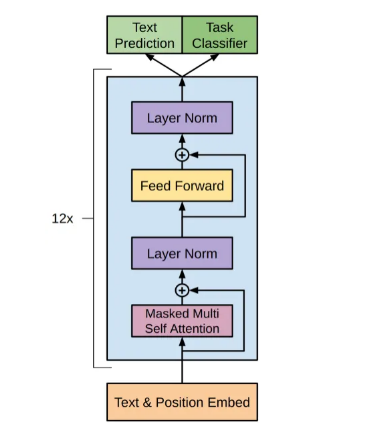 Text Prediction
Task Classifier
Layer Norm
Feed Forward
12x
Layer Norm
Masked Multi
Self Attention
Text & Position Embed